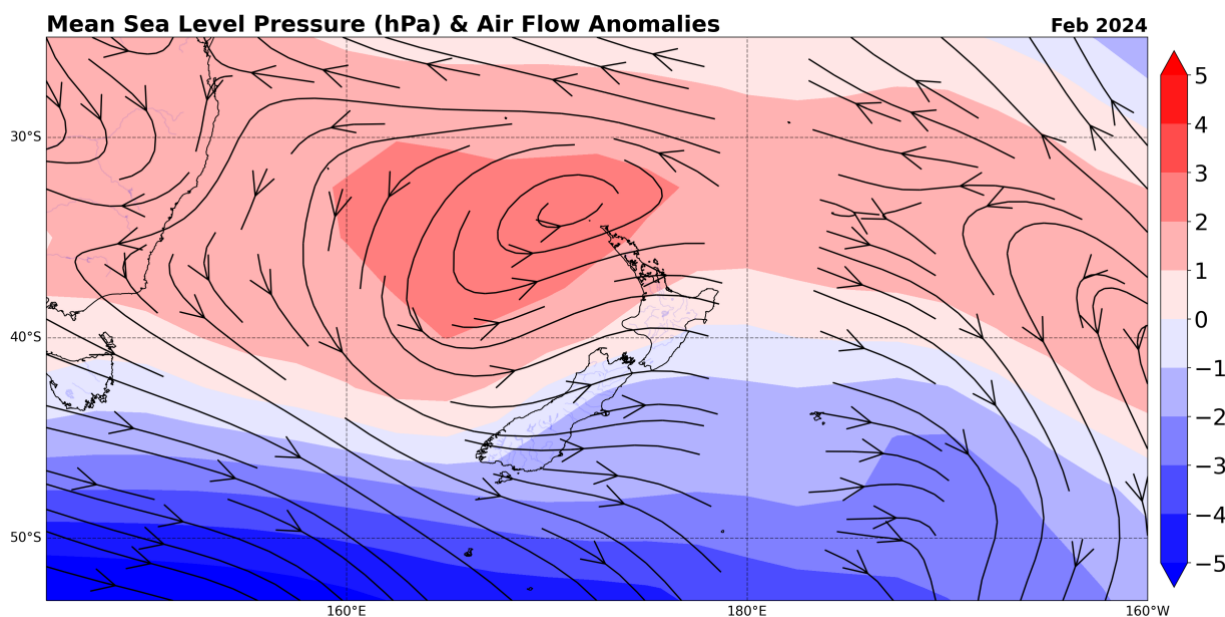 Mean Sea Level Pressure (hPa) & Air Flow Anomalies
Feb 2024
5
4
3
2
1
0
−1
−2
−3
−4
−5
30°S
40°S
50°S
160°E
180°E
160°W